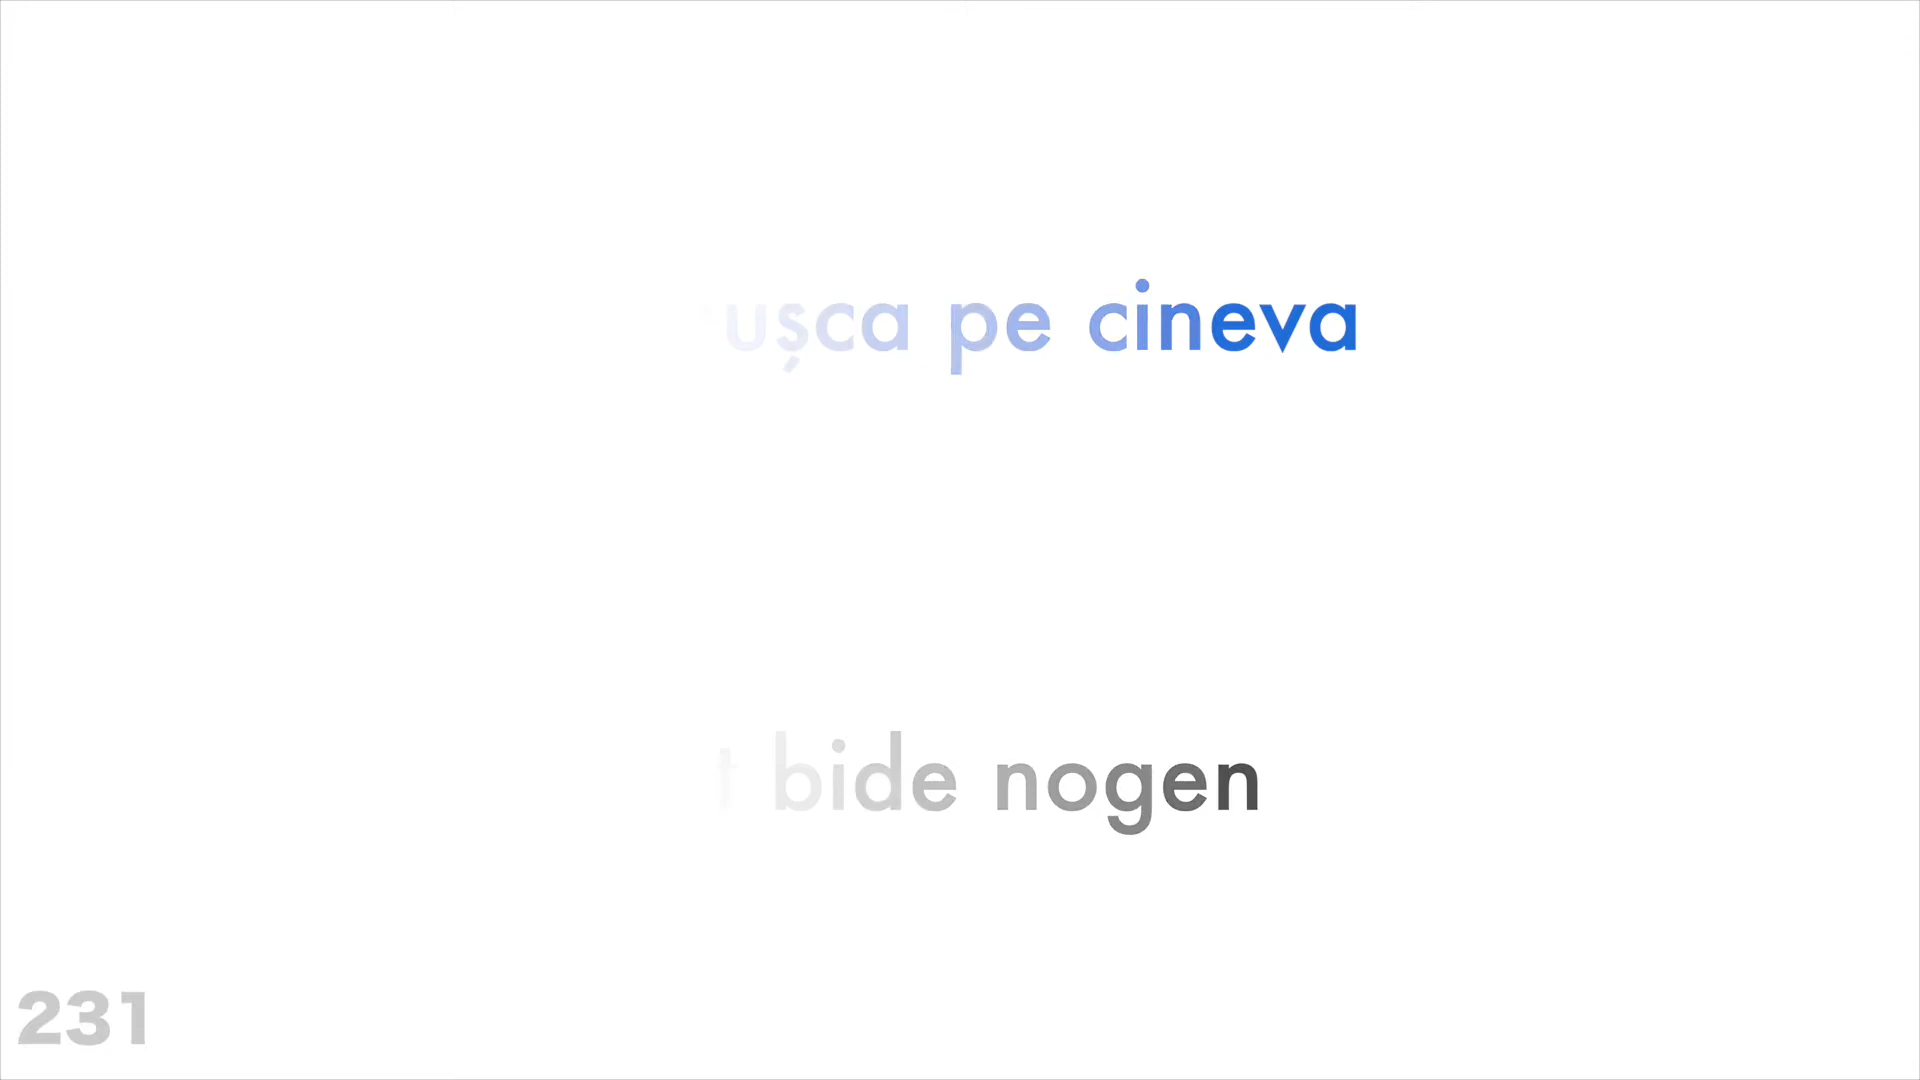 ușca pe cineva
t bide nogen
231